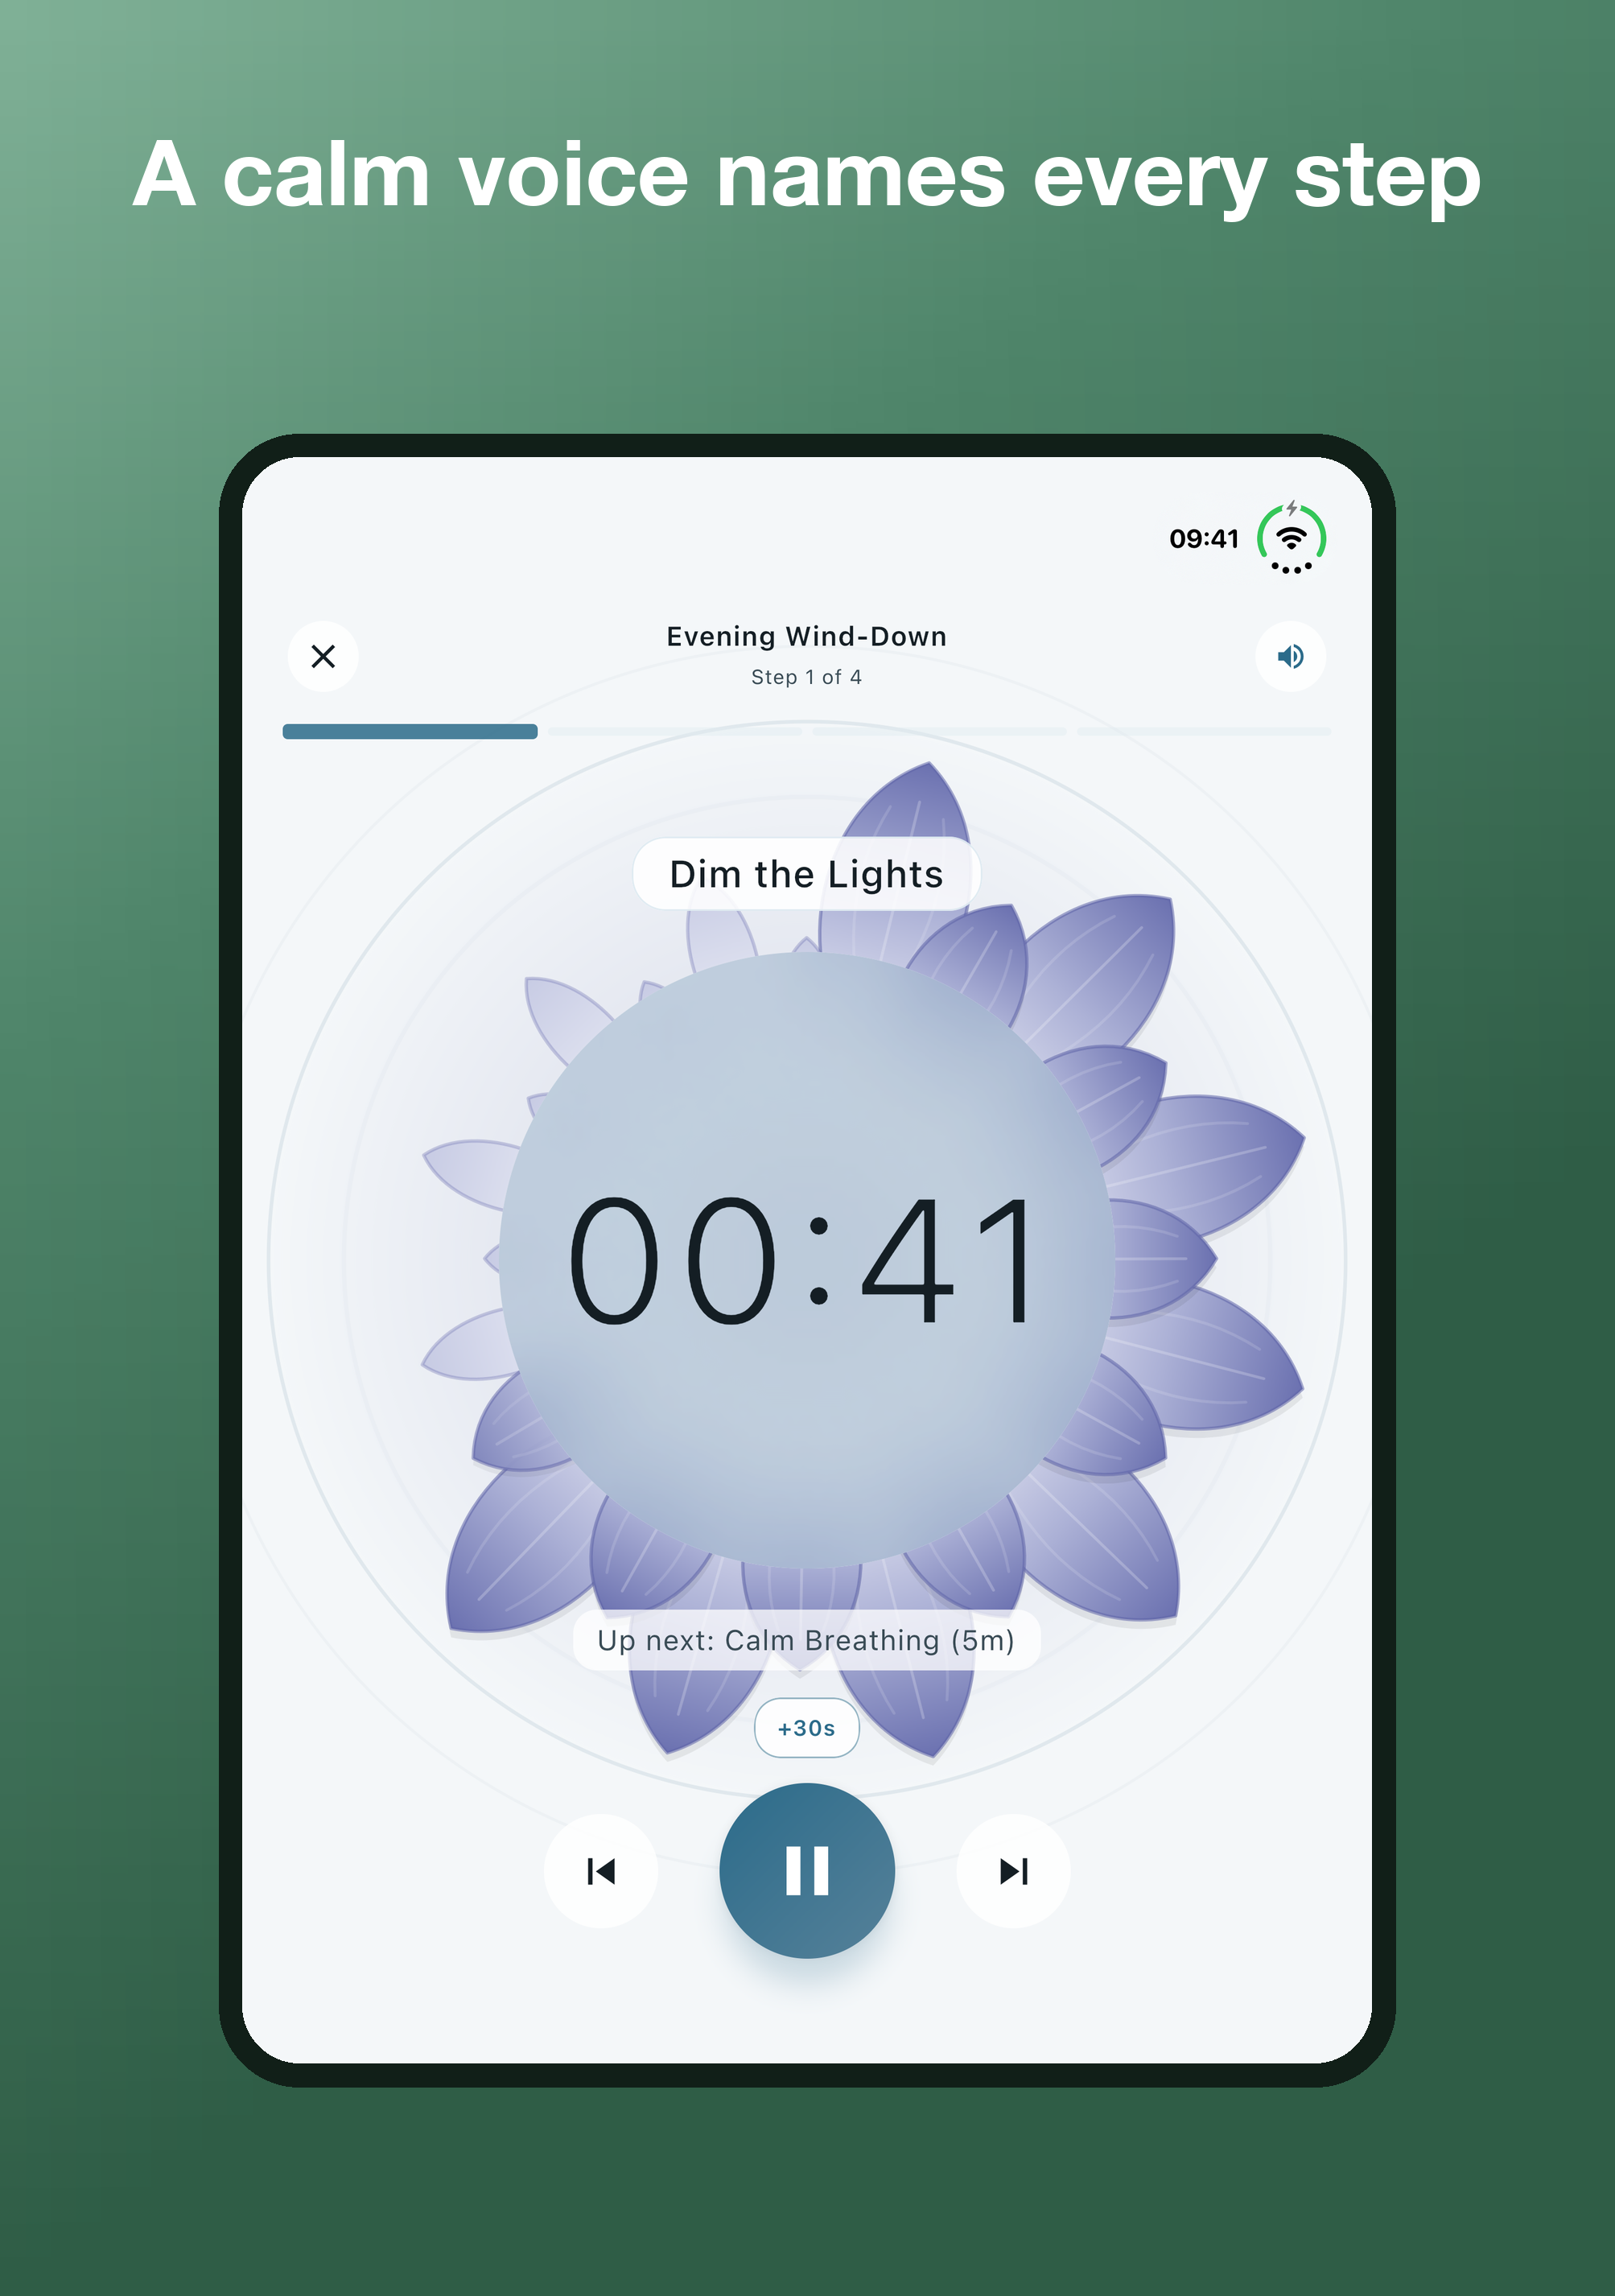 A calm voice names every step
09:41
Evening Wind-Down
Step 1 of 4
Dim the Lights
00:41
Up next: Calm Breathing (5m)
+30s